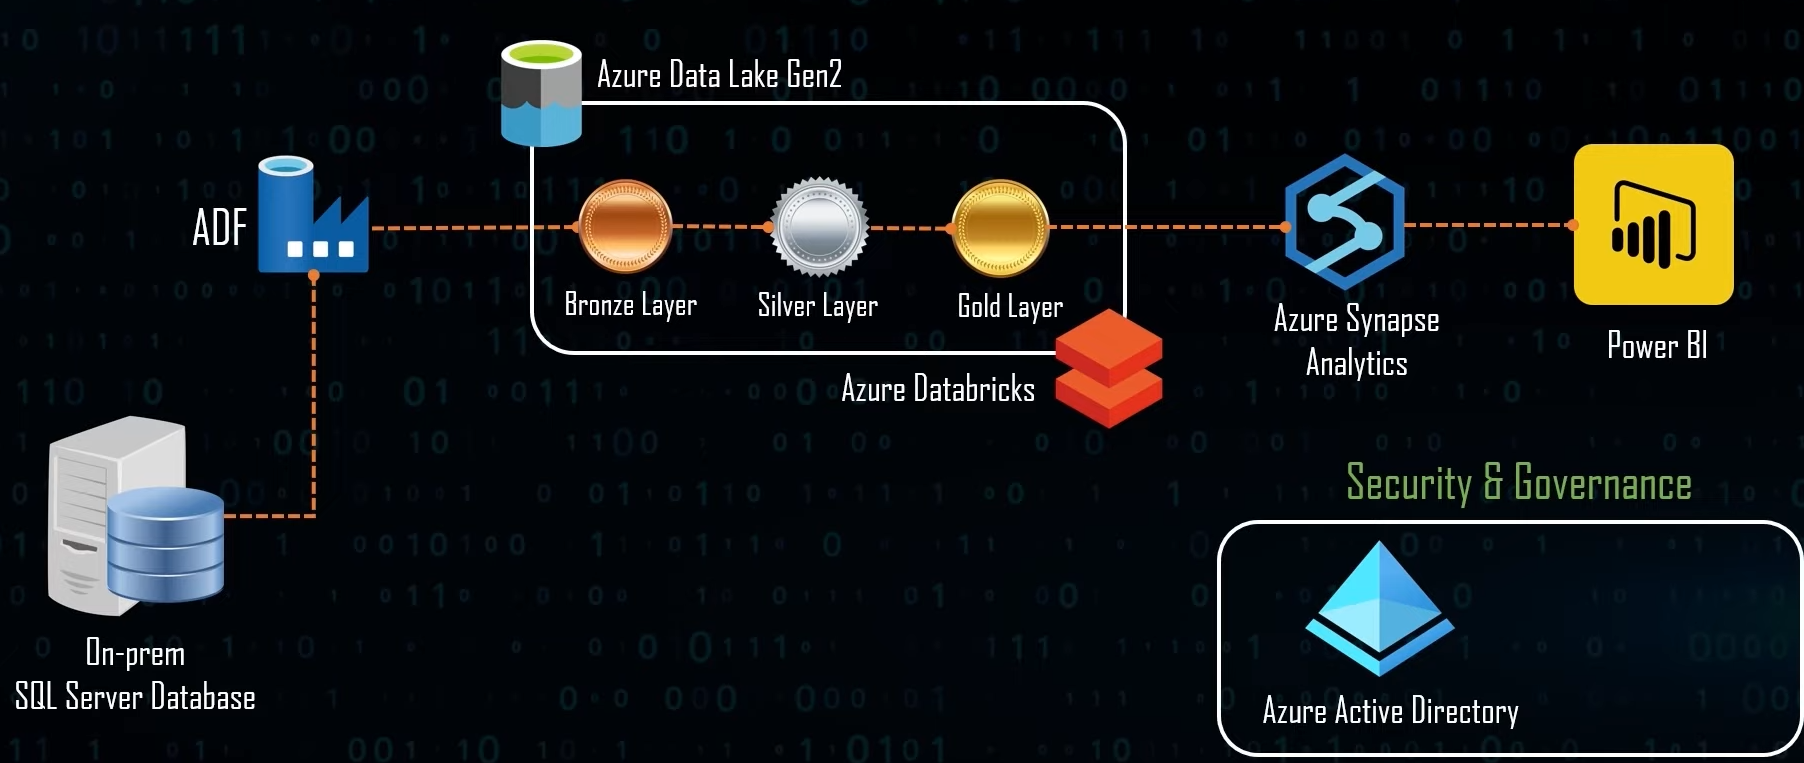 Azure Data Lake Gen2
ADF
Bronze Layer
Silver Layer
Gold Layer
Azure Databricks
Azure Synapse
Analytics
Power BI
On-prem
SQL Server Database
Security & Governance
Azure Active Directory